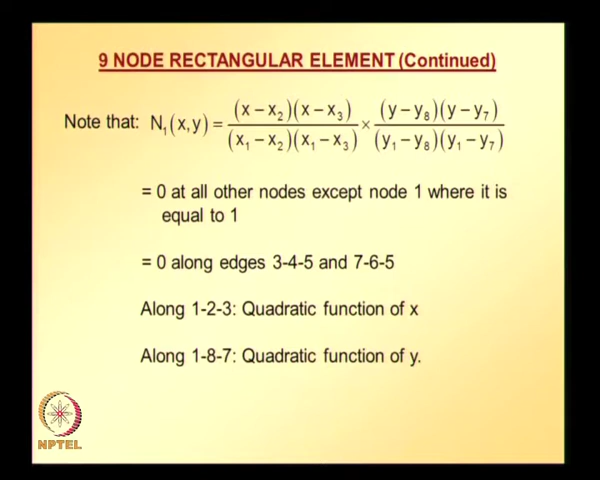 9 NODE RECTANGULAR ELEMENT (Continued)
Note that: N₁(x,y) = (x − x₂)(x − x₃) / (x₁ − x₂)(x₁ − x₃) × (y − y₈)(y − y₇) / (y₁ − y₈)(y₁ − y₇)
= 0 at all other nodes except node 1 where it is
equal to 1
= 0 along edges 3-4-5 and 7-6-5
Along 1-2-3: Quadratic function of x
Along 1-8-7: Quadratic function of y.
NPTEL